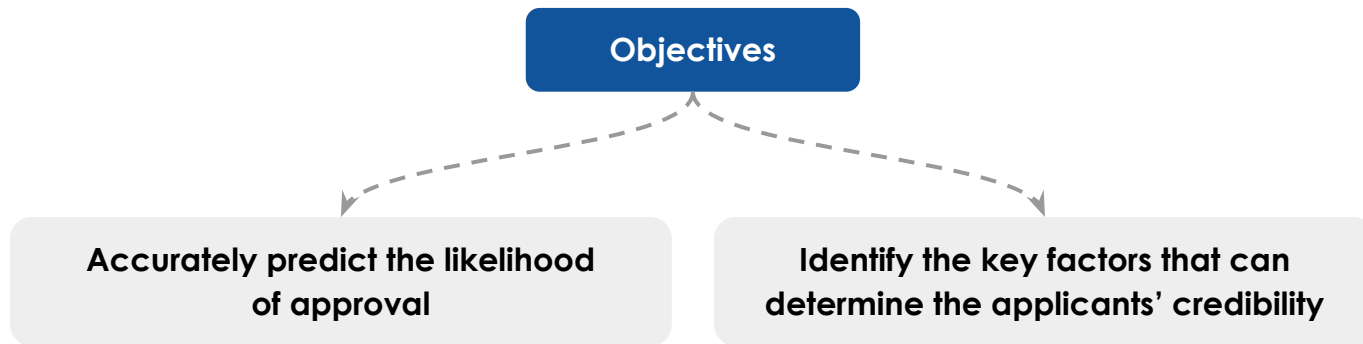 Objectives
Accurately predict the likelihood
of approval
Identify the key factors that can
determine the applicants’ credibility